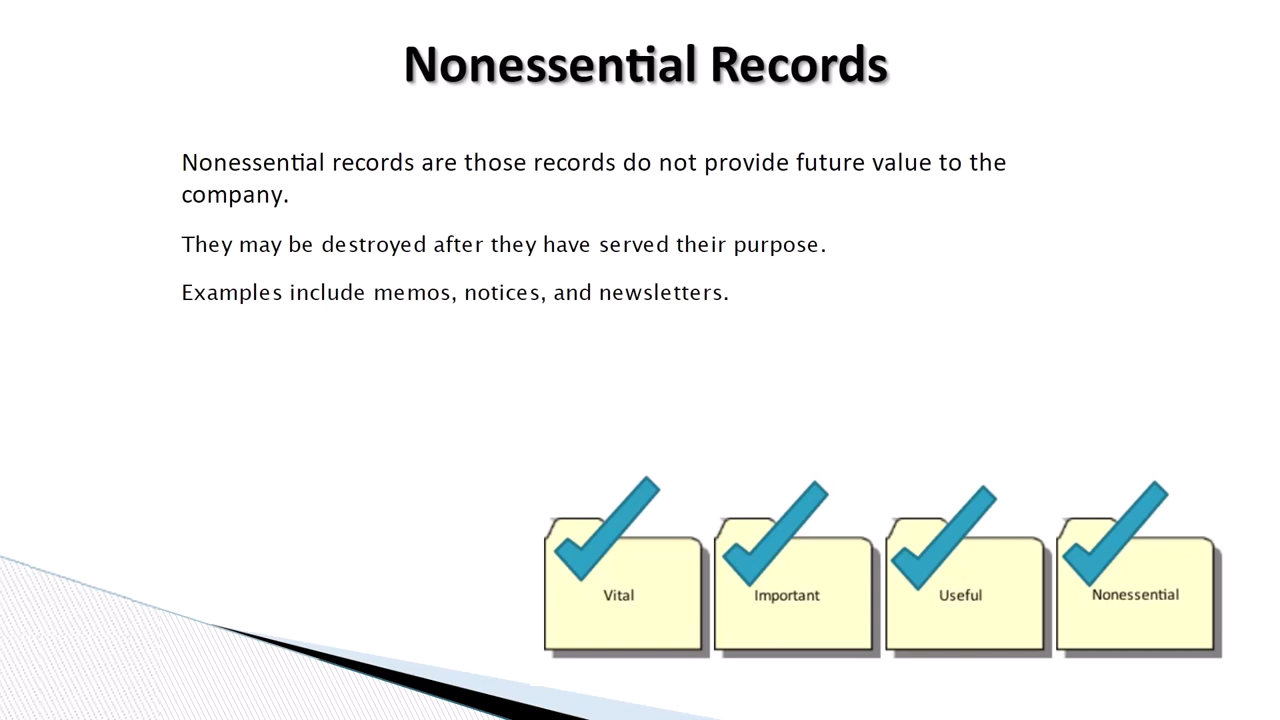 Nonessential Records
Nonessential records are those records do not provide future value to the
company.
They may be destroyed after they have served their purpose.
Examples include memos, notices, and newsletters.
Vital
Important
Useful
Nonessential